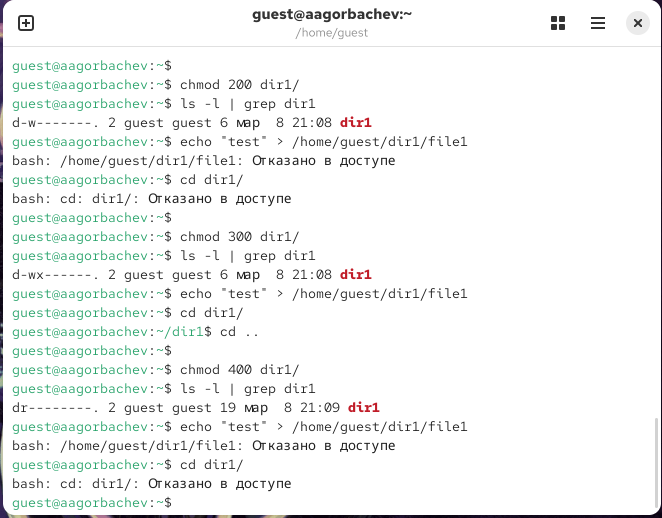 guest@aagorbachev:~
/home/guest
guest@aagorbachev:~$
guest@aagorbachev:~$ chmod 200 dir1/
guest@aagorbachev:~$ ls -l | grep dir1
d-w-------. 2 guest guest 6 мар  8 21:08 dir1
guest@aagorbachev:~$ echo "test" > /home/guest/dir1/file1
bash: /home/guest/dir1/file1: Отказано в доступе
guest@aagorbachev:~$ cd dir1/
bash: cd: dir1/: Отказано в доступе
guest@aagorbachev:~$
guest@aagorbachev:~$ chmod 300 dir1/
guest@aagorbachev:~$ ls -l | grep dir1
d-wx------. 2 guest guest 6 мар  8 21:08 dir1
guest@aagorbachev:~$ echo "test" > /home/guest/dir1/file1
guest@aagorbachev:~$ cd dir1/
guest@aagorbachev:~/dir1$ cd ..
guest@aagorbachev:~$
guest@aagorbachev:~$ chmod 400 dir1/
guest@aagorbachev:~$ ls -l | grep dir1
dr--------. 2 guest guest 19 мар  8 21:09 dir1
guest@aagorbachev:~$ echo "test" > /home/guest/dir1/file1
bash: /home/guest/dir1/file1: Отказано в доступе
guest@aagorbachev:~$ cd dir1/
bash: cd: dir1/: Отказано в доступе
guest@aagorbachev:~$